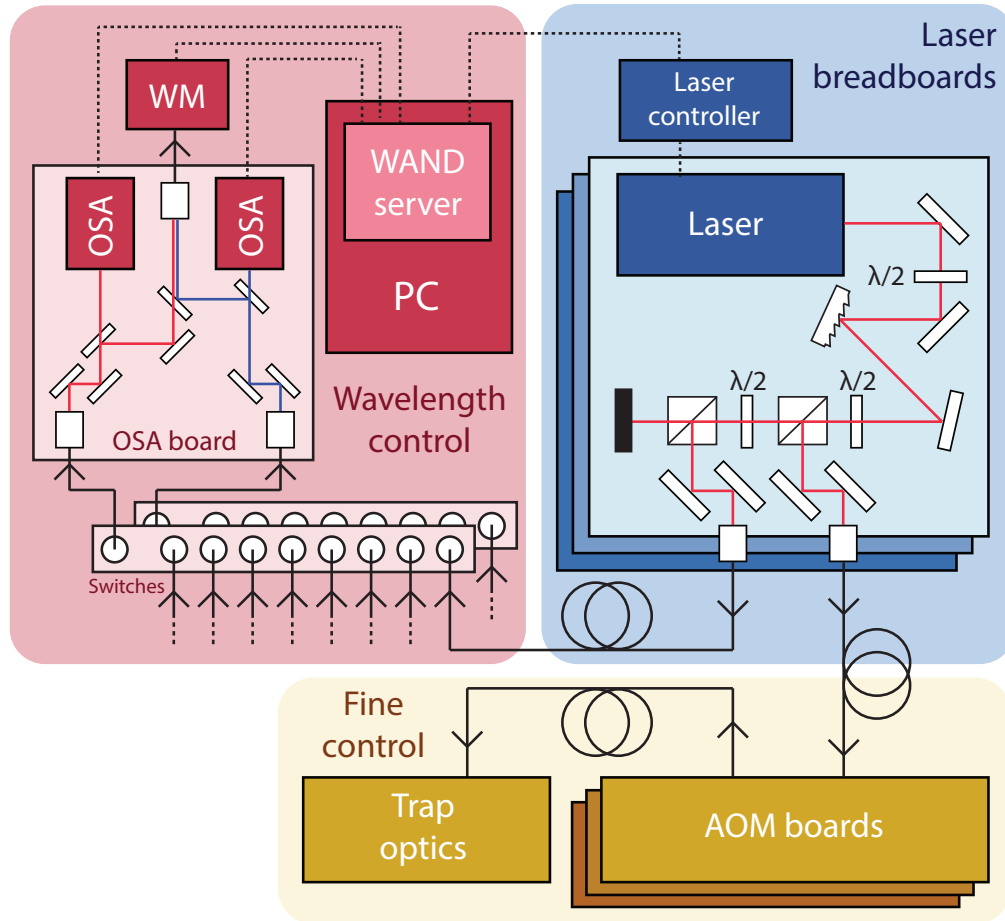 WM
OSA
OSA
WAND
server
PC
OSA board
Wavelength
control
Switches
Laser
breadboards
Laser
controller
Laser
λ/2
λ/2
λ/2
Fine
control
Trap
optics
AOM boards